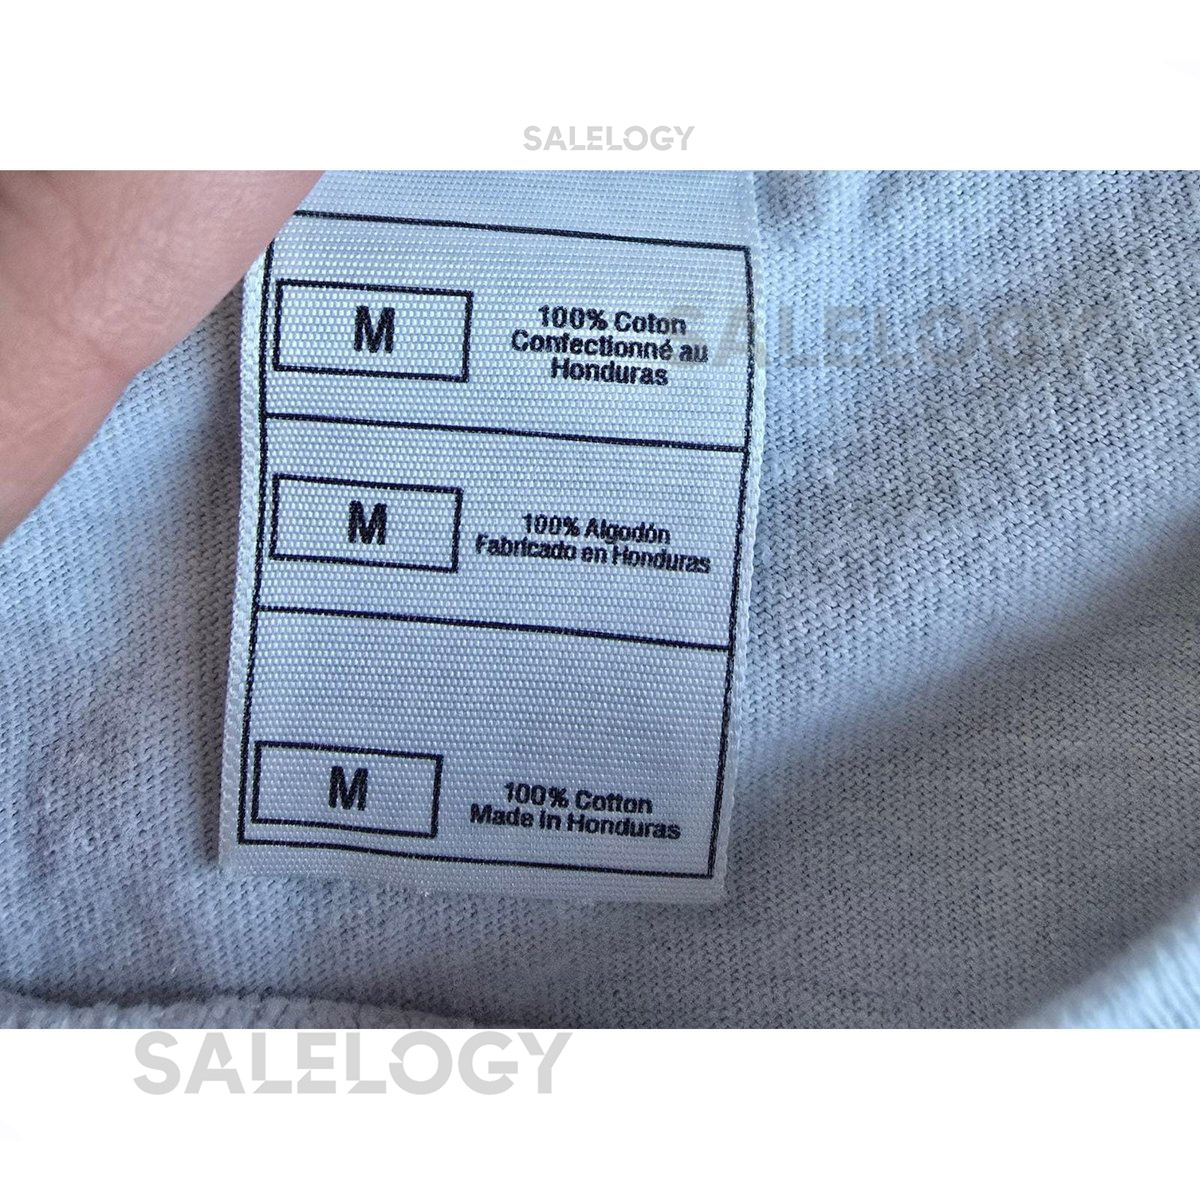 SALELOGY
M
100% Coton
Confectionné au
Honduras
SALELOGY
M
100% Algodón
Fabricado en Honduras
M
100% Cotton
Made in Honduras
SALELOGY